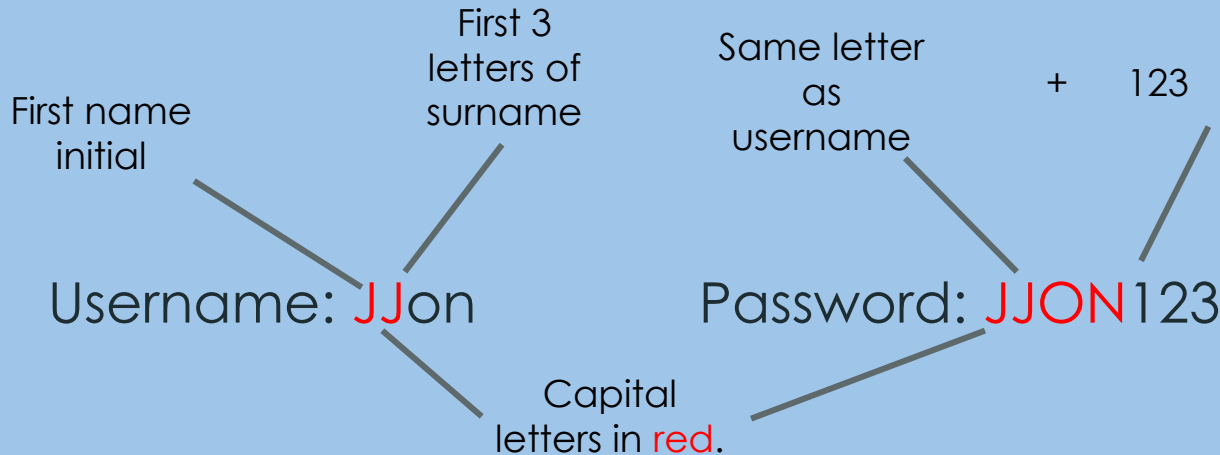 First name
initial
First 3
letters of
surname
Same letter
as
username
+ 123
Username: JJon
Password: JJON123
Capital
letters in red.